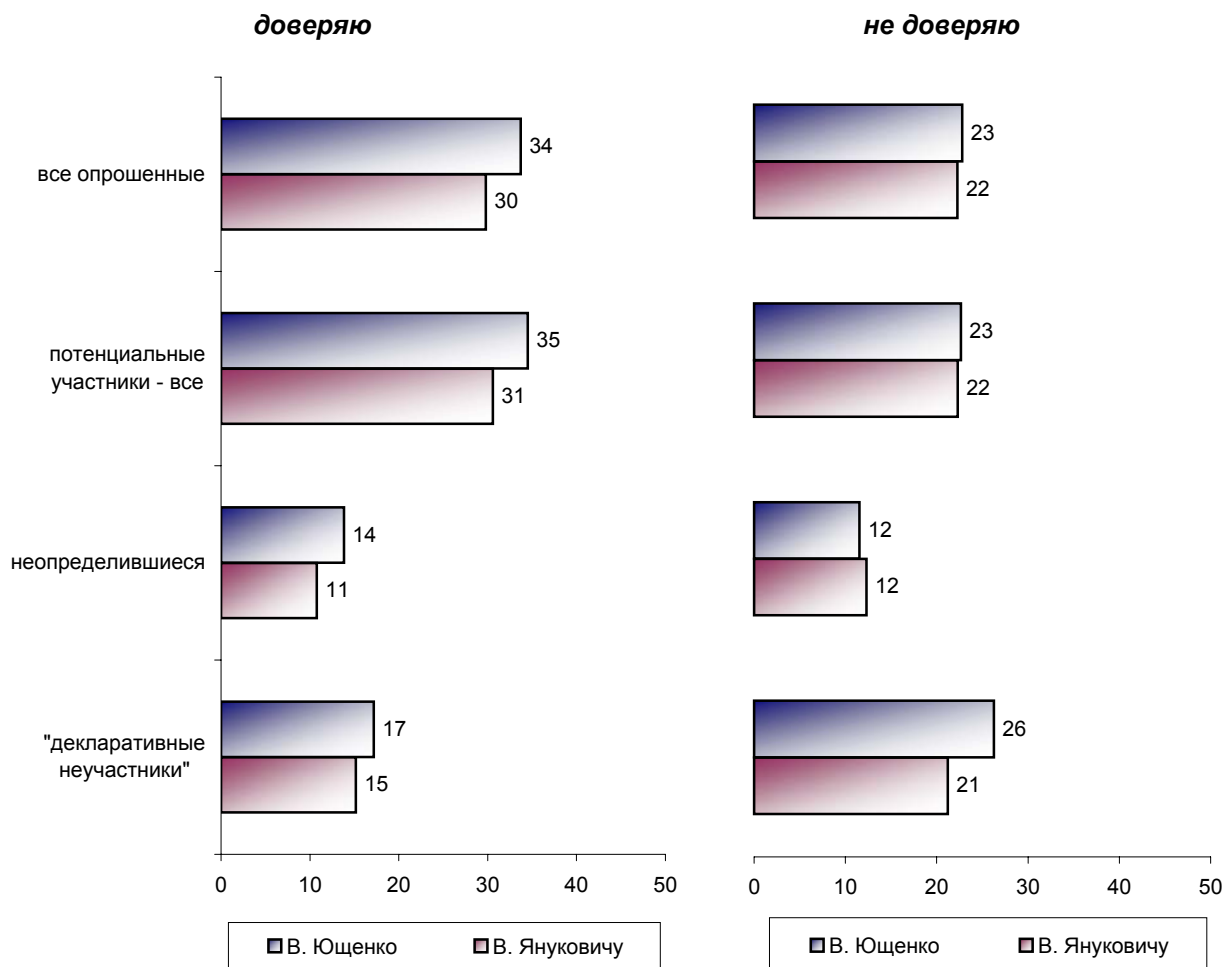 доверяю
не доверяю
все опрошенные
34
30
23
22
потенциальные
участники - все
35
31
23
22
неопределившиеся
14
11
12
12
"декларативные
неучастники"
17
15
26
21
0 10 20 30 40 50
0 10 20 30 40 50
В. Ющенко В. Януковичу
В. Ющенко В. Януковичу